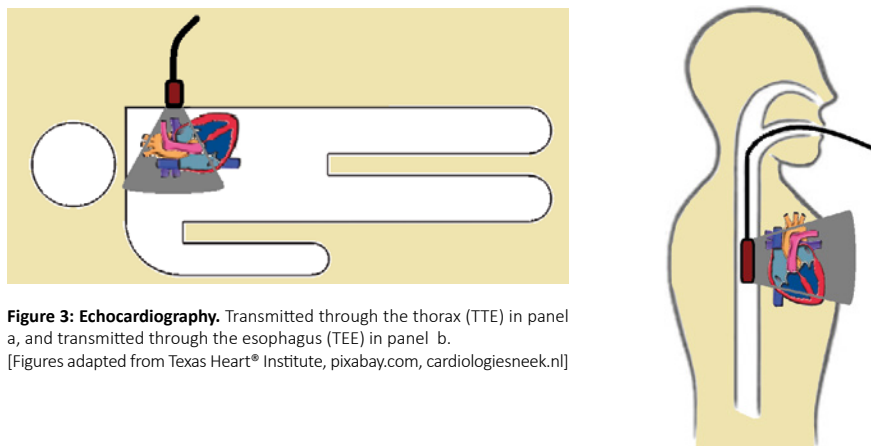 Figure 3: Echocardiography. Transmitted through the thorax (TTE) in panel
a, and transmitted through the esophagus (TEE) in panel b.
[Figures adapted from Texas Heart® Institute, pixabay.com, cardiologiesneek.nl]